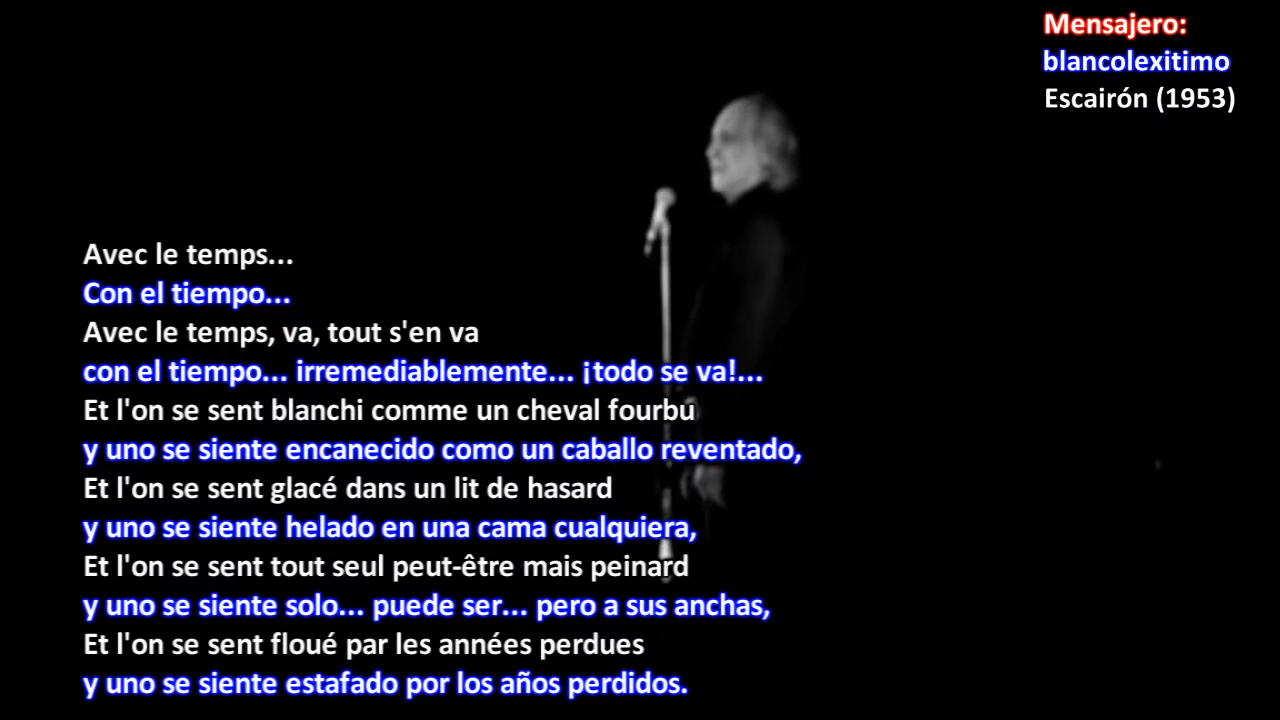 Mensajero:
blancolexitimo
Escairón (1953)
Avec le temps...
Con el tiempo...
Avec le temps, va, tout s'en va
con el tiempo... irremediablemente... ¡todo se va!...
Et l'on se sent blanchi comme un cheval fourbu
y uno se siente encanecido como un caballo reventado,
Et l'on se sent glacé dans un lit de hasard
y uno se siente helado en una cama cualquiera,
Et l'on se sent tout seul peut-être mais peinard
y uno se siente solo... puede ser... pero a sus anchas,
Et l'on se sent floué par les années perdues
y uno se siente estafado por los años perdidos.